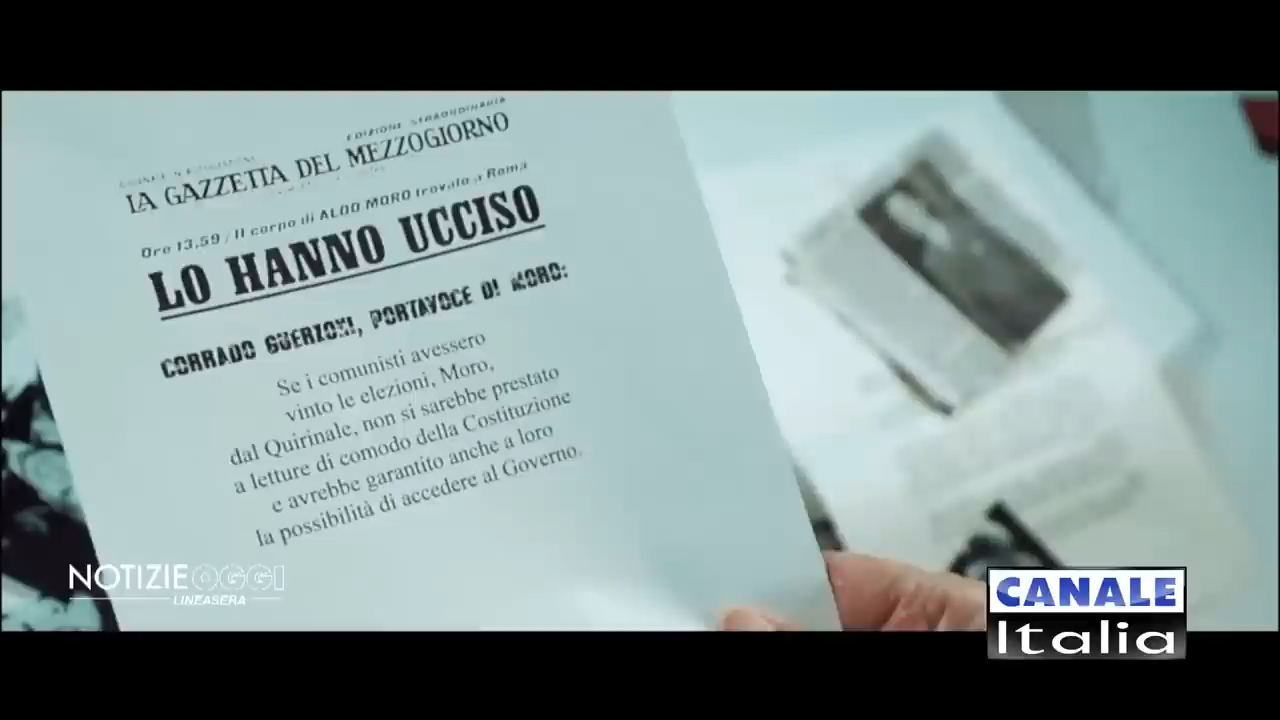 EDIZIONE STRAORDINARIA
LA GAZZETTA DEL MEZZOGIORNO
Ore 13,59 / Il corpo di ALDO MORO trovato a Roma
LO HANNO UCCISO
CORRADO GUERZONI, PORTAVOCE DI MORO:
Se i comunisti avessero
vinto le elezioni, Moro,
dal Quirinale, non si sarebbe prestato
a letture di comodo della Costituzione
e avrebbe garantito anche a loro
la possibilità di accedere al Governo.
NOTIZIE OGGI
LINEASERA
CANALE
Italia